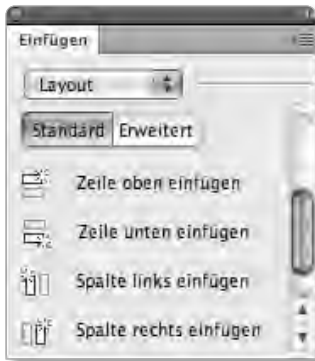 Einfügen
Layout
Standard Erweitert
Zeile oben einfügen
Zeile unten einfügen
Spalte links einfügen
Spalte rechts einfügen